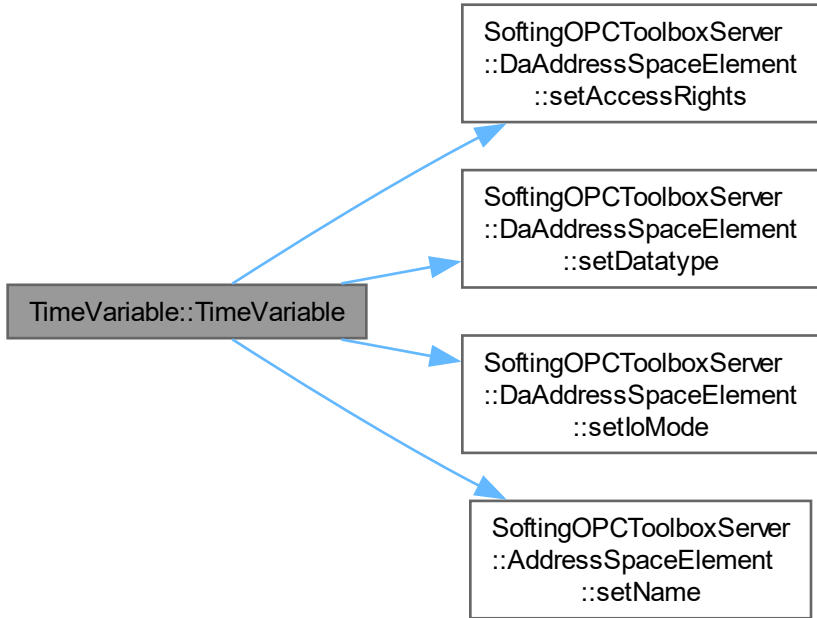 TimeVariable::TimeVariable
SoftingOPCToolboxServer
::DaAddressSpaceElement
::setAccessRights
SoftingOPCToolboxServer
::DaAddressSpaceElement
::setDatatype
SoftingOPCToolboxServer
::DaAddressSpaceElement
::setIoMode
SoftingOPCToolboxServer
::AddressSpaceElement
::setName